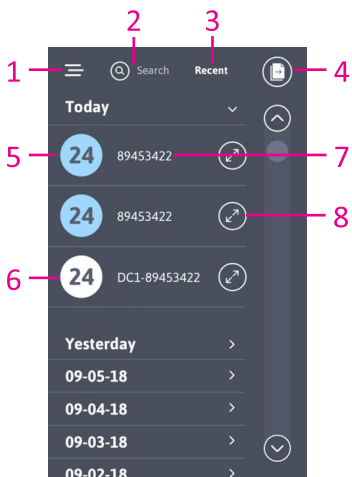 2 3
1 Search Recent 4
Today
5 24 89453422 7
24 89453422 8
6 24 DC1-89453422
Yesterday
09-05-18
09-04-18
09-03-18
09-02-18